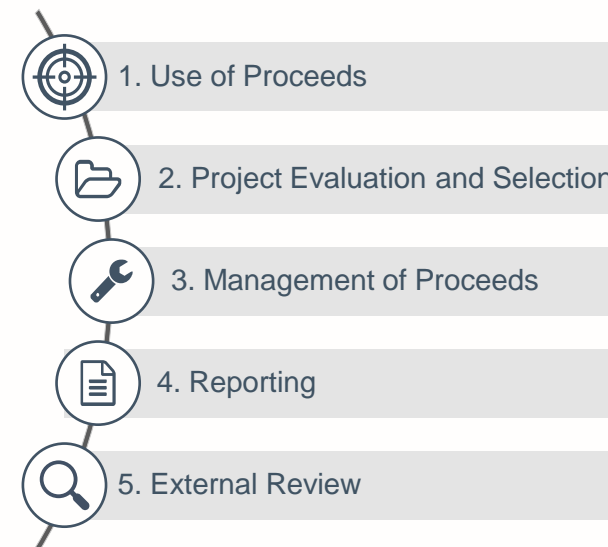 1. Use of Proceeds
2. Project Evaluation and Selection
3. Management of Proceeds
4. Reporting
5. External Review